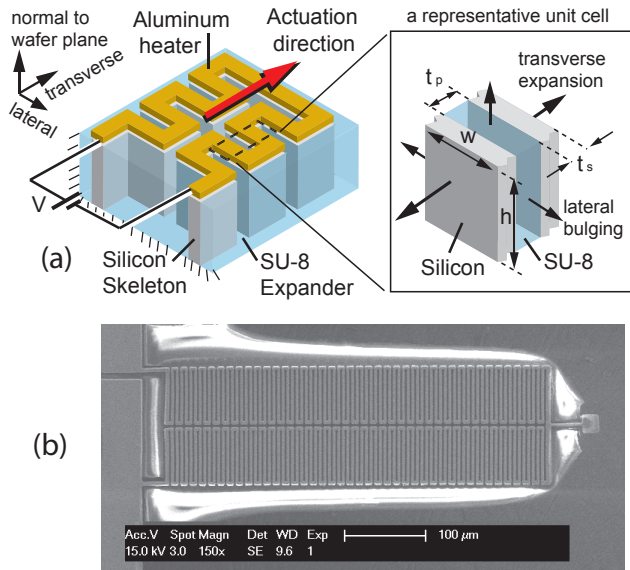 normal to
wafer plane
transverse
lateral
Aluminum
heater
Actuation
direction
a representative unit cell
V
(a)
Silicon
Skeleton
SU-8
Expander
t p
w
h
transverse
expansion
t s
lateral
bulging
Silicon
SU-8
(b)
Acc.V Spot Magn Det WD Exp
15.0 kV 3.0 150x SE 9.6 1
100 µm